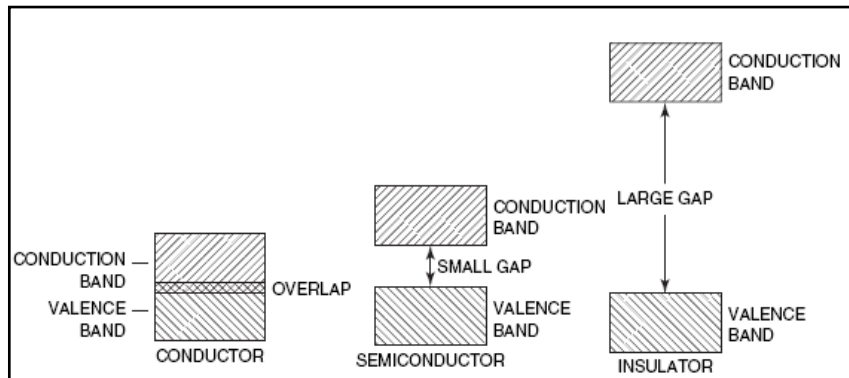 CONDUCTION
BAND
VALENCE
BAND
OVERLAP
CONDUCTOR
CONDUCTION
BAND
SMALL GAP
VALENCE
BAND
SEMICONDUCTOR
CONDUCTION
BAND
LARGE GAP
VALENCE
BAND
INSULATOR